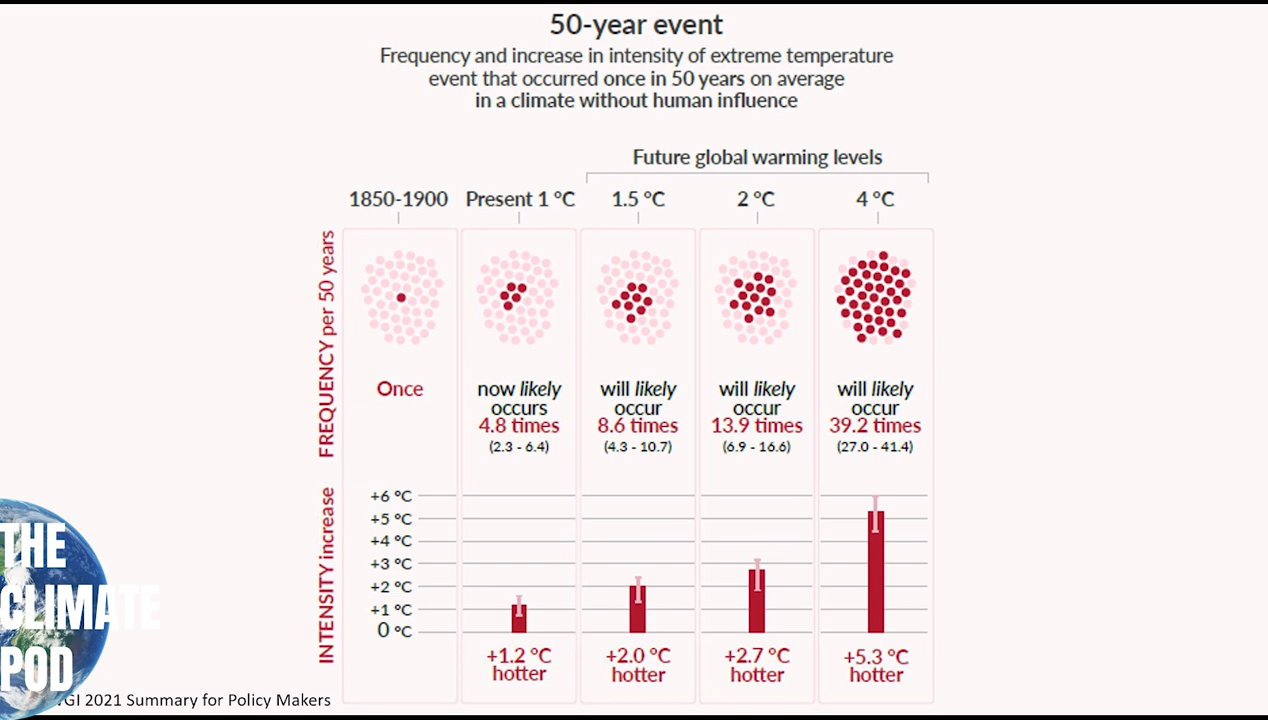 50-year event
Frequency and increase in intensity of extreme temperature
event that occurred once in 50 years on average
in a climate without human influence
Future global warming levels
1850-1900 Present 1 °C 1.5 °C 2 °C 4 °C
FREQUENCY per 50 years
Once
now likely
occurs
4.8 times
(2.3 - 6.4)
will likely
occur
8.6 times
(4.3 - 10.7)
will likely
occur
13.9 times
(6.9 - 16.6)
will likely
occur
39.2 times
(27.0 - 41.4)
INTENSITY increase
+6 °C
+5 °C
+4 °C
+3 °C
+2 °C
+1 °C
0 °C
+1.2 °C
hotter
+2.0 °C
hotter
+2.7 °C
hotter
+5.3 °C
hotter
THE
CLIMATE
POD
2021 Summary for Policy Makers